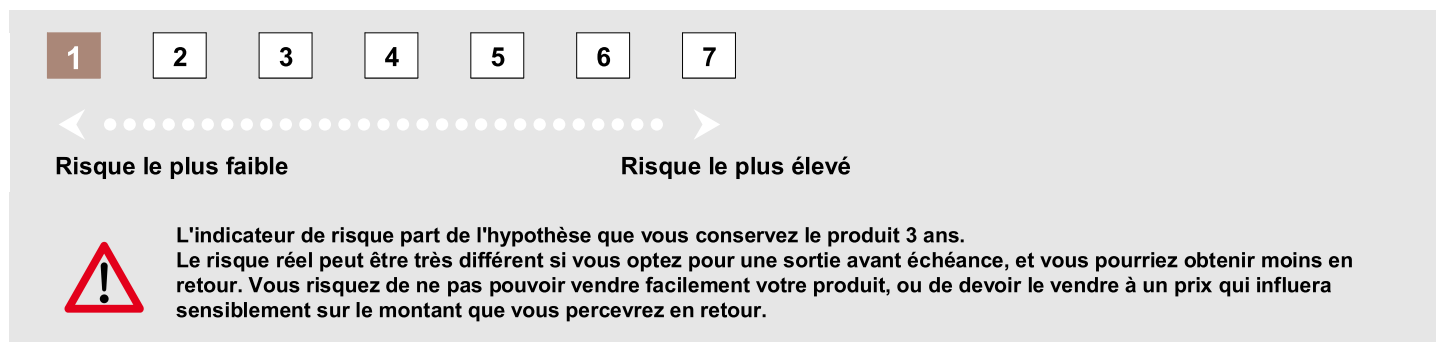 1 2 3 4 5 6 7
Risque le plus faible Risque le plus élevé
L'indicateur de risque part de l'hypothèse que vous conservez le produit 3 ans.
Le risque réel peut être très différent si vous optez pour une sortie avant échéance, et vous pourriez obtenir moins en
retour. Vous risquez de ne pas pouvoir vendre facilement votre produit, ou de devoir le vendre à un prix qui influera
sensiblement sur le montant que vous percevrez en retour.